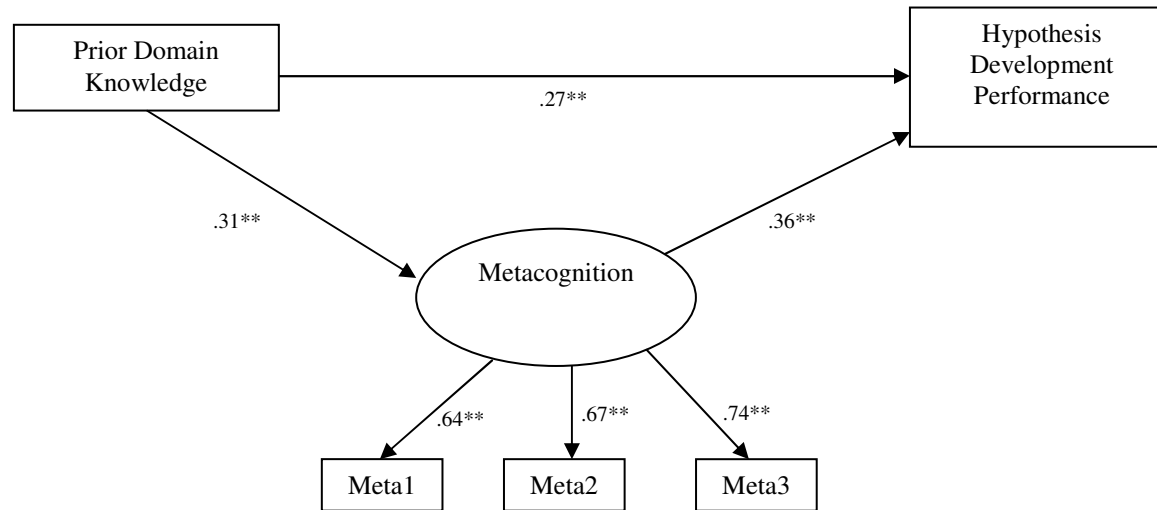 Prior Domain
Knowledge
Hypothesis
Development
Performance
.27**
.31**
.36**
Metacognition
.64**
.67**
.74**
Meta1
Meta2
Meta3